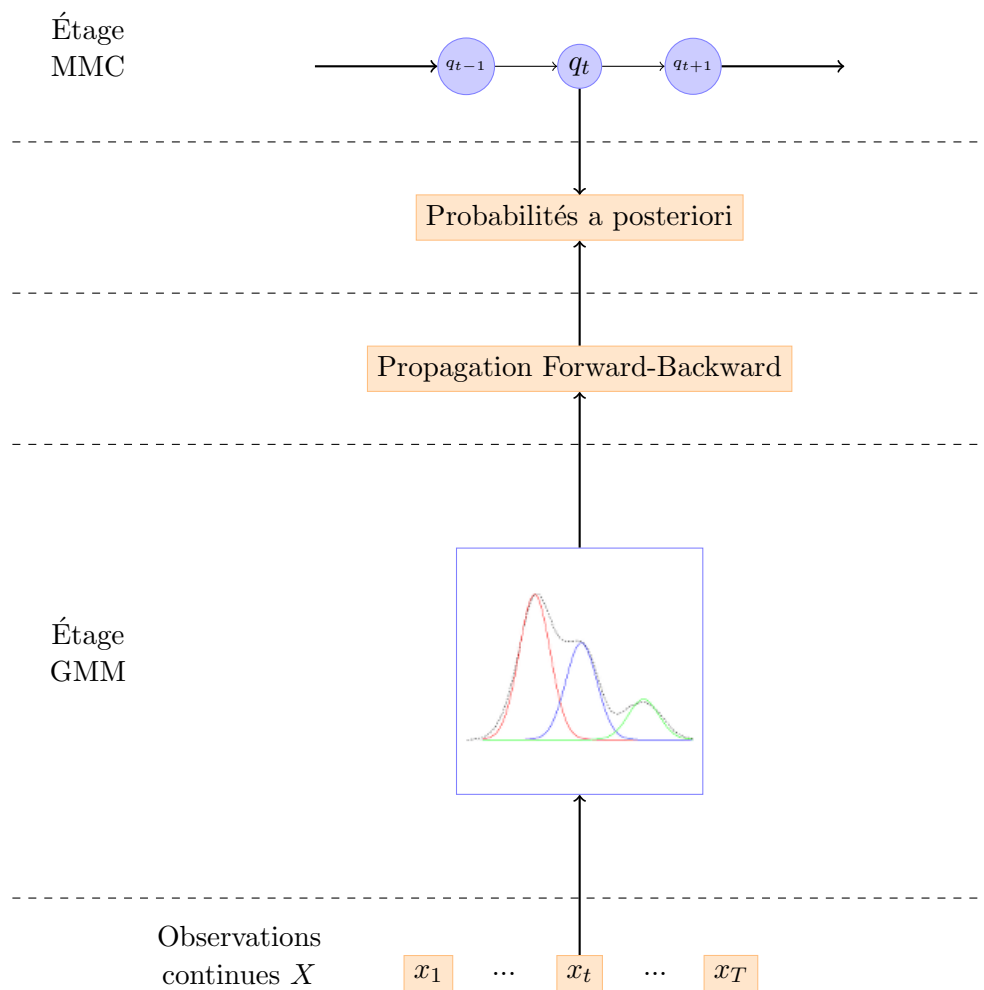 Étage
MMC
q_{t-1} q_t q_{t+1}
Probabilités a posteriori
Propagation Forward-Backward
Étage
GMM
Observations
continues X
x_1 ... x_t ... x_T